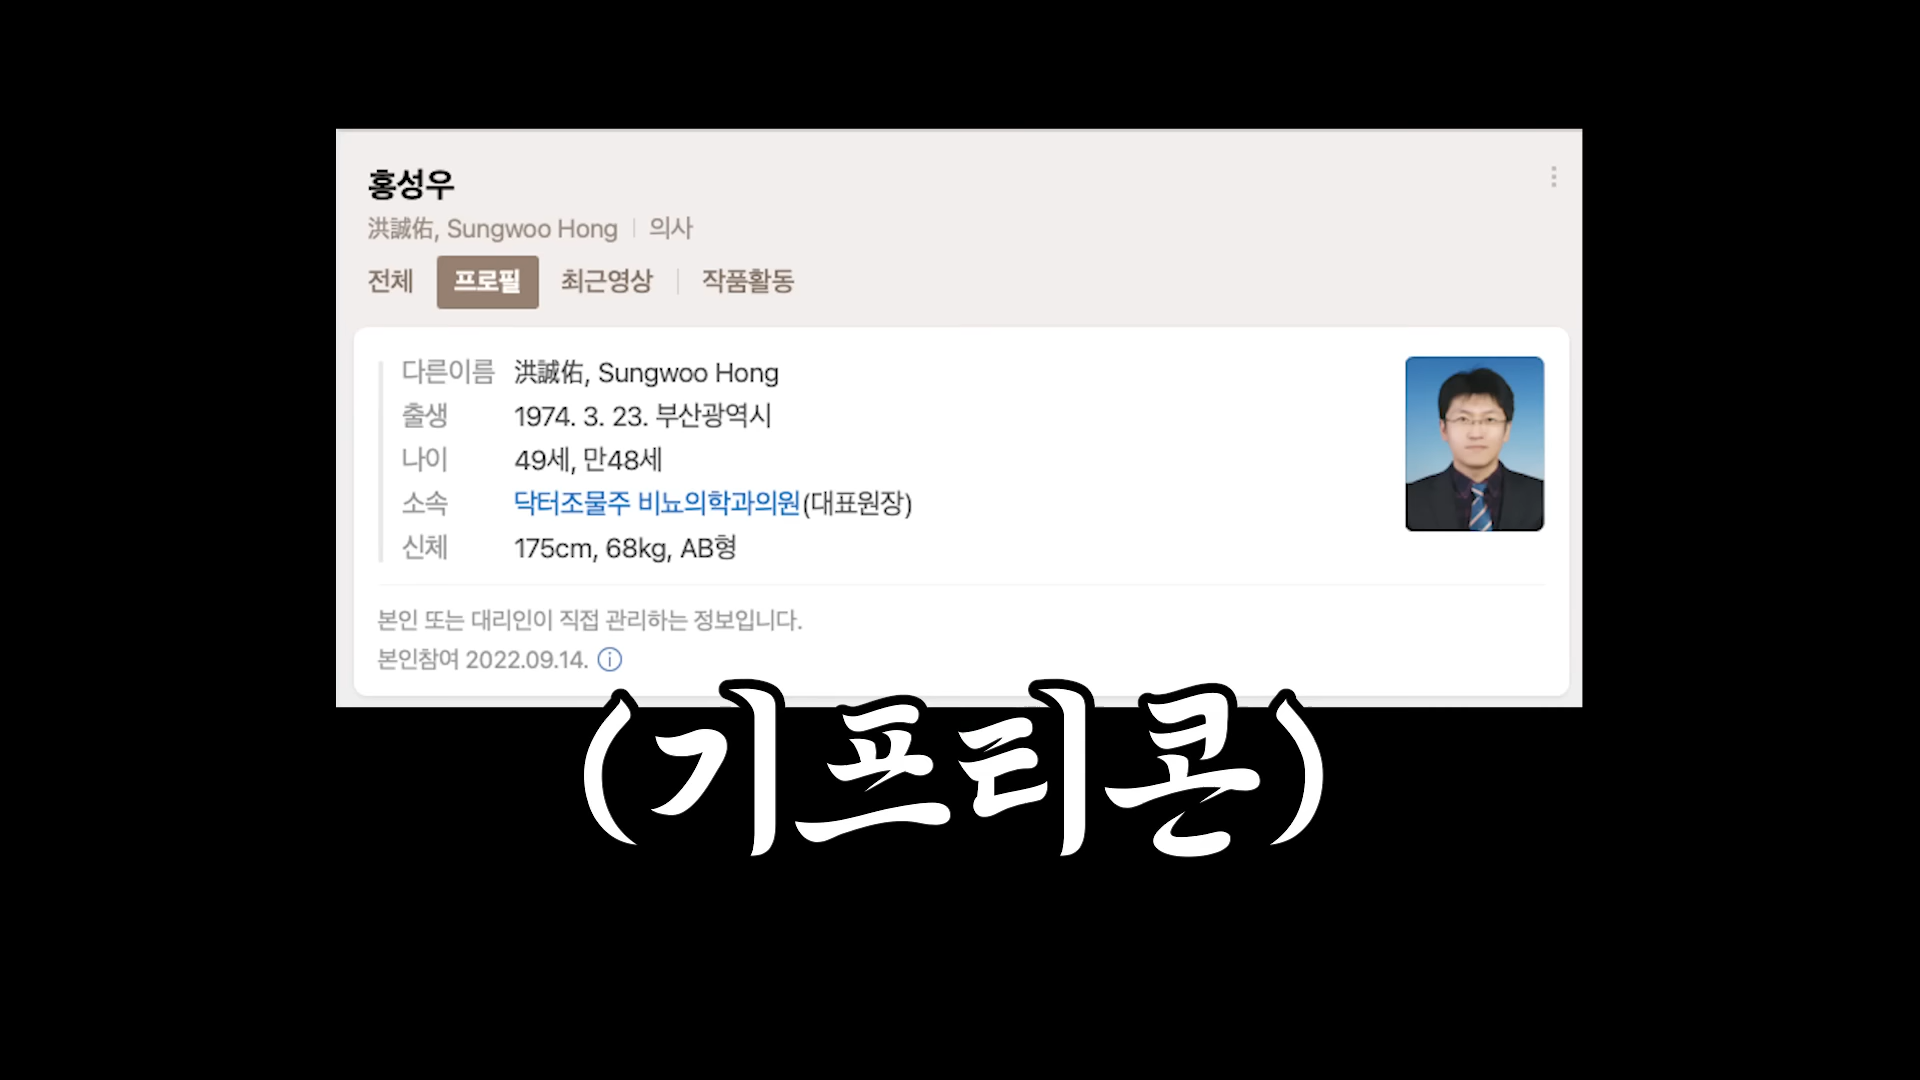 홍성우
洪誠佑, Sungwoo Hong | 의사
전체 프로필 최근영상 | 작품활동
다른이름 洪誠佑, Sungwoo Hong
출생 1974. 3. 23. 부산광역시
나이 49세, 만48세
소속 닥터조물주 비뇨의학과의원(대표원장)
신체 175cm, 68kg, AB형
본인 또는 대리인이 직접 관리하는 정보입니다.
본인참여 2022.09.14.
(기프티콘)